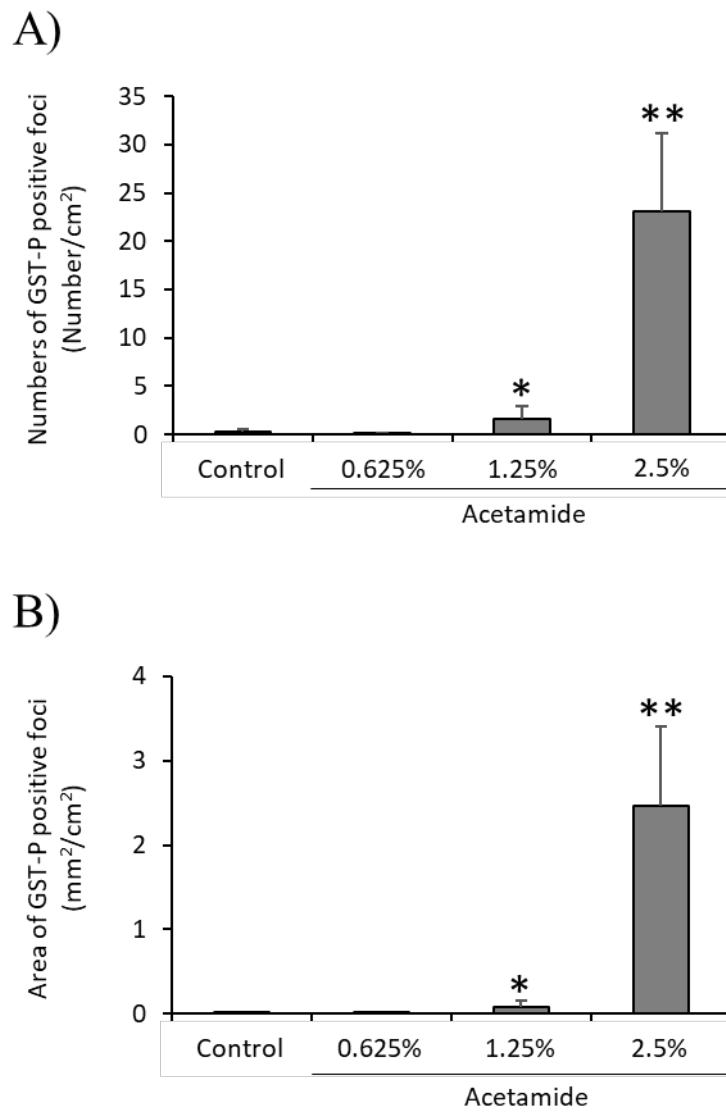 A)
Numbers of GST-P positive foci
(Number/cm²)
35
30
25
20
15
10
5
0
*
**
Control 0.625% 1.25% 2.5%
Acetamide
B)
Area of GST-P positive foci
(mm²/cm²)
4
3
2
1
0
*
**
Control 0.625% 1.25% 2.5%
Acetamide